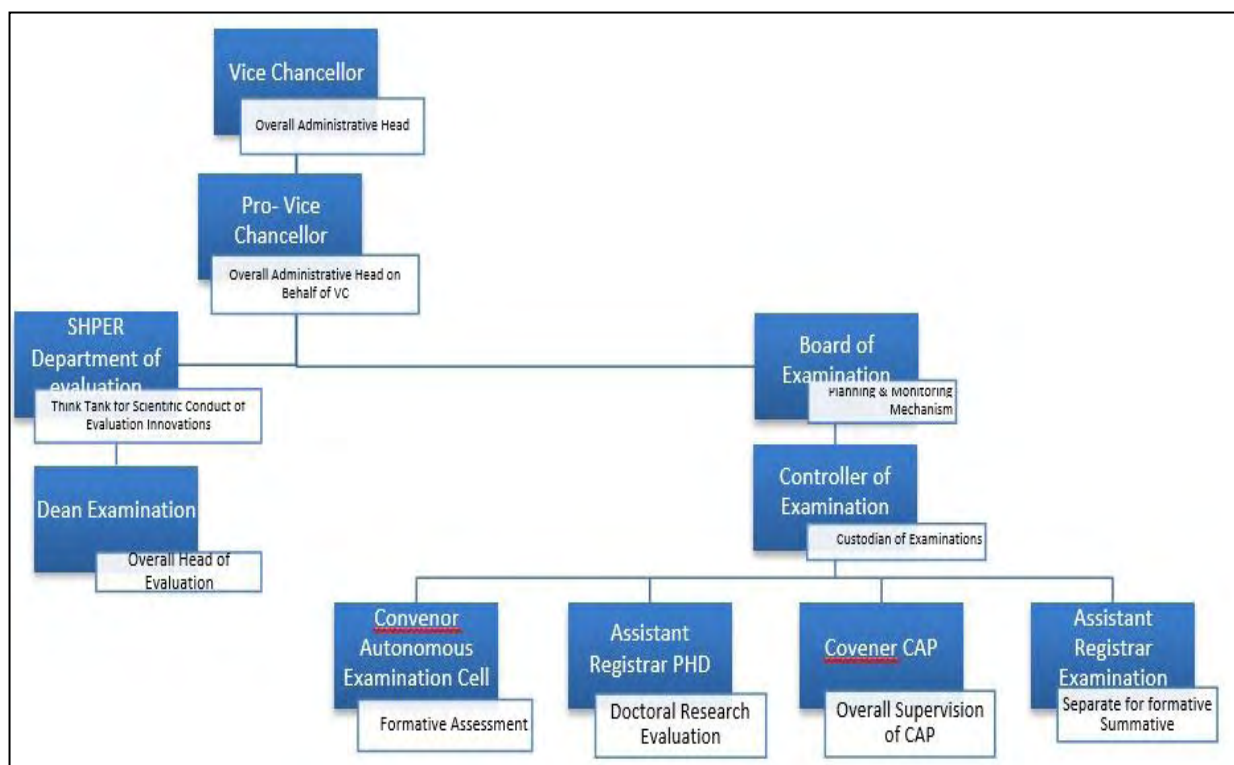 Vice Chancellor
Overall Administrative Head
Pro- Vice
Chancellor
Overall Administrative Head on
Behalf of VC
SHPER
Department of
evaluation
Think Tank for Scientific Conduct of
Evaluation Innovations
Dean Examination
Overall Head of
Evaluation
Board of
Examination
Planning & Monitoring
Mechanism
Controller of
Examination
Custodian of Examinations
Convenor
Autonomous
Examination Cell
Formative Assessment
Assistant
Registrar PHD
Doctoral Research
Evaluation
Covener CAP
Overall Supervision
of CAP
Assistant
Registrar
Examination
Separate for formative
Summative